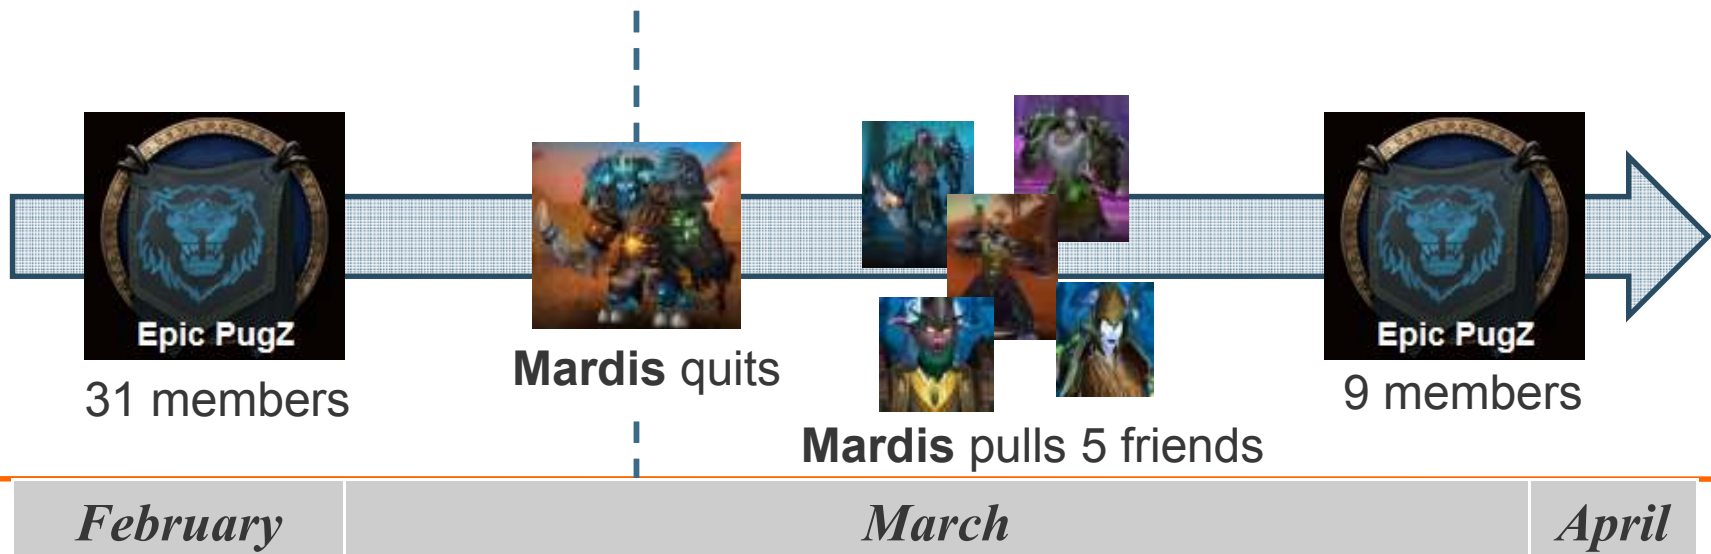 Epic PugZ
31 members
Mardis quits
Mardis pulls 5 friends
Epic PugZ
9 members
February
March
April